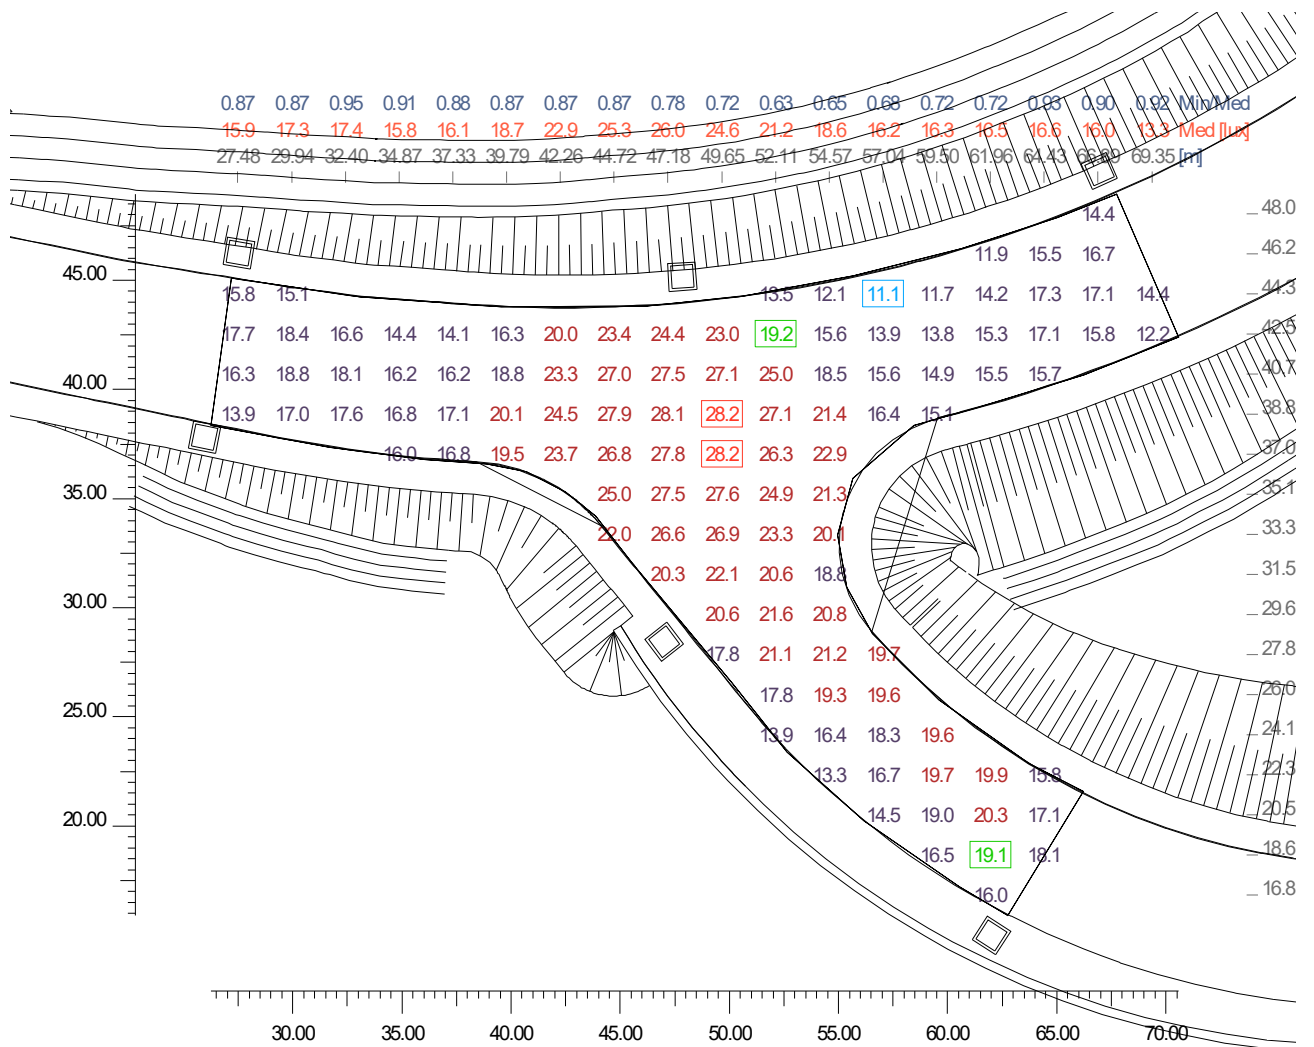 0.87 0.87 0.95 0.91 0.88 0.87 0.87 0.87 0.78 0.72 0.63 0.65 0.68 0.72 0.72 0.93 0.90 0.92 Min/Med
15.9 17.3 17.4 15.8 16.1 18.7 22.9 25.3 26.0 24.6 21.2 18.6 16.2 16.3 16.5 16.6 16.0 13.3 Med [lux]
27.48 29.94 32.40 34.87 37.33 39.79 42.26 44.72 47.18 49.65 52.11 54.57 57.04 59.50 61.96 64.43 66.89 69.35 [m]
14.4 48.0
11.9 15.5 16.7 46.2
45.00 15.8 15.1 13.5 12.1 11.1 11.7 14.2 17.3 17.1 14.4 44.3
17.7 18.4 16.6 14.4 14.1 16.3 20.0 23.4 24.4 23.0 19.2 15.6 13.9 13.8 15.3 17.1 15.8 12.2 42.5
40.00 16.3 18.8 18.1 16.2 16.2 18.8 23.3 27.0 27.5 27.1 25.0 18.5 15.6 14.9 15.5 15.7 40.7
13.9 17.0 17.6 16.8 17.1 20.1 24.5 27.9 28.1 28.2 27.1 21.4 16.4 15.1 38.8
16.0 16.8 19.5 23.7 26.8 27.8 28.2 26.3 22.9 37.0
35.00 25.0 27.5 27.6 24.9 21.3 35.1
22.0 26.6 26.9 23.3 20.1 33.3
20.3 22.1 20.6 18.8 31.5
30.00 20.6 21.6 20.8 29.6
17.8 21.1 21.2 19.7 27.8
17.8 19.3 19.6 26.0
25.00 13.9 16.4 18.3 19.6 24.1
13.3 16.7 19.7 19.9 15.8 22.3
20.00 14.5 19.0 20.3 17.1 20.5
16.5 19.1 18.1 18.6
16.0 16.8
30.00 35.00 40.00 45.00 50.00 55.00 60.00 65.00 70.00